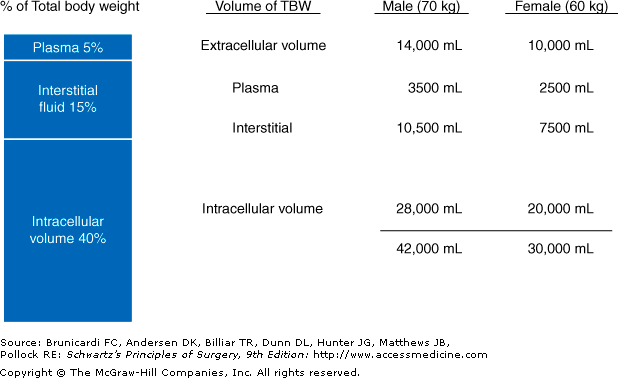 % of Total body weight Volume of TBW Male (70 kg) Female (60 kg)
Plasma 5% Extracellular volume 14,000 mL 10,000 mL
Interstitial
fluid 15%
Plasma 3500 mL 2500 mL
Interstitial 10,500 mL 7500 mL
Intracellular
volume 40%
Intracellular volume 28,000 mL 20,000 mL
42,000 mL 30,000 mL
Source: Brunicardi FC, Andersen DK, Billiar TR, Dunn DL, Hunter JG, Matthews JB,
Pollock RE: Schwartz's Principles of Surgery, 9th Edition: http://www.accessmedicine.com
Copyright © The McGraw-Hill Companies, Inc. All rights reserved.